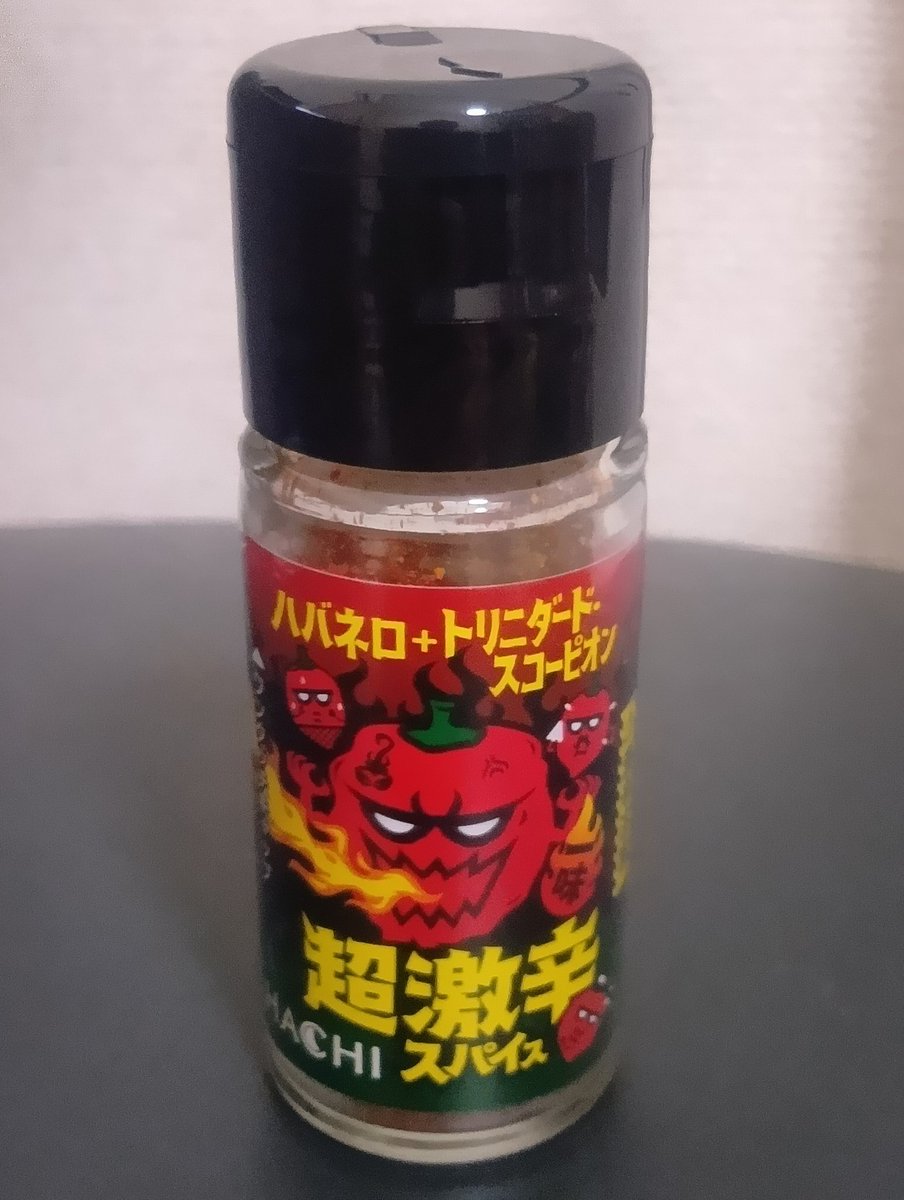 ハバネロ+トリニダード・
スコーピオン
味
超激辛
HACHI
スパイス